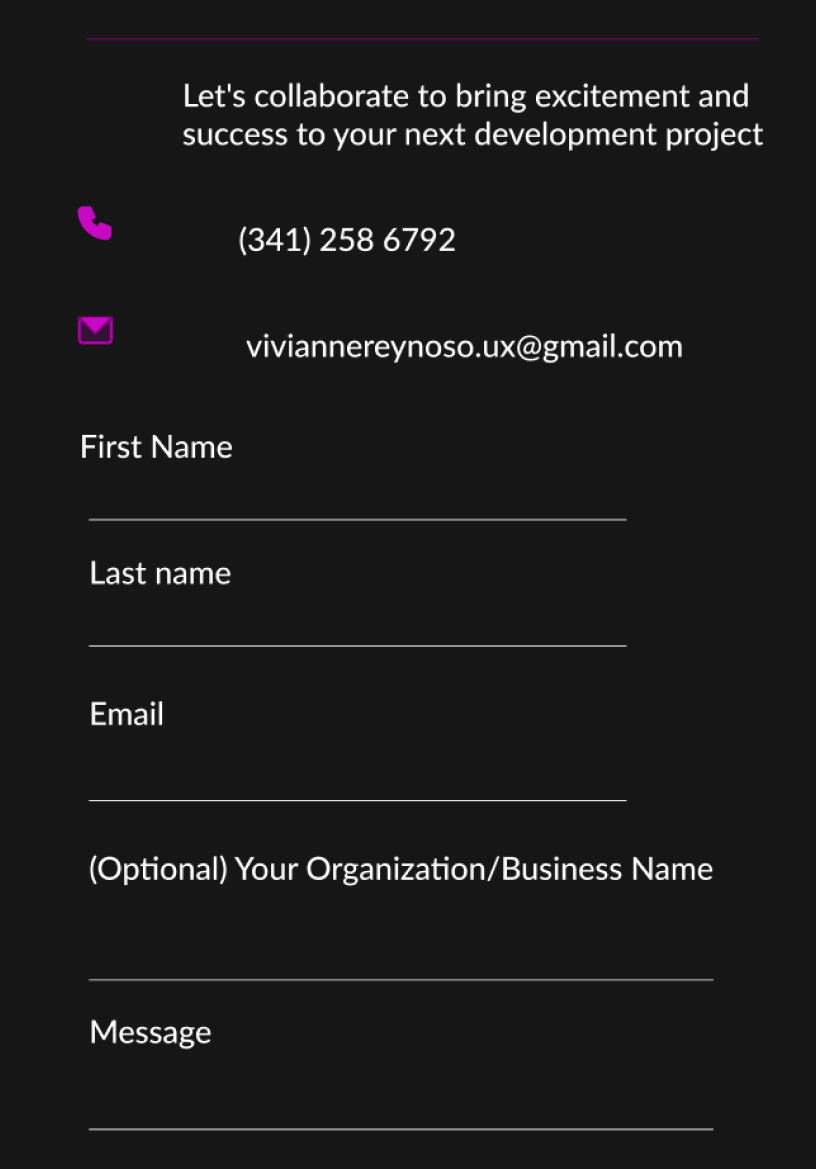 Let's collaborate to bring excitement and
success to your next development project
(341) 258 6792
viviannereynoso.ux@gmail.com
First Name
Last name
Email
(Optional) Your Organization/Business Name
Message